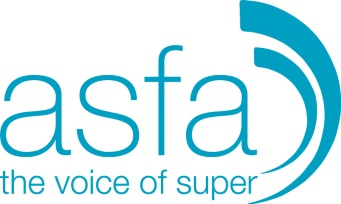 asfa
the voice of super